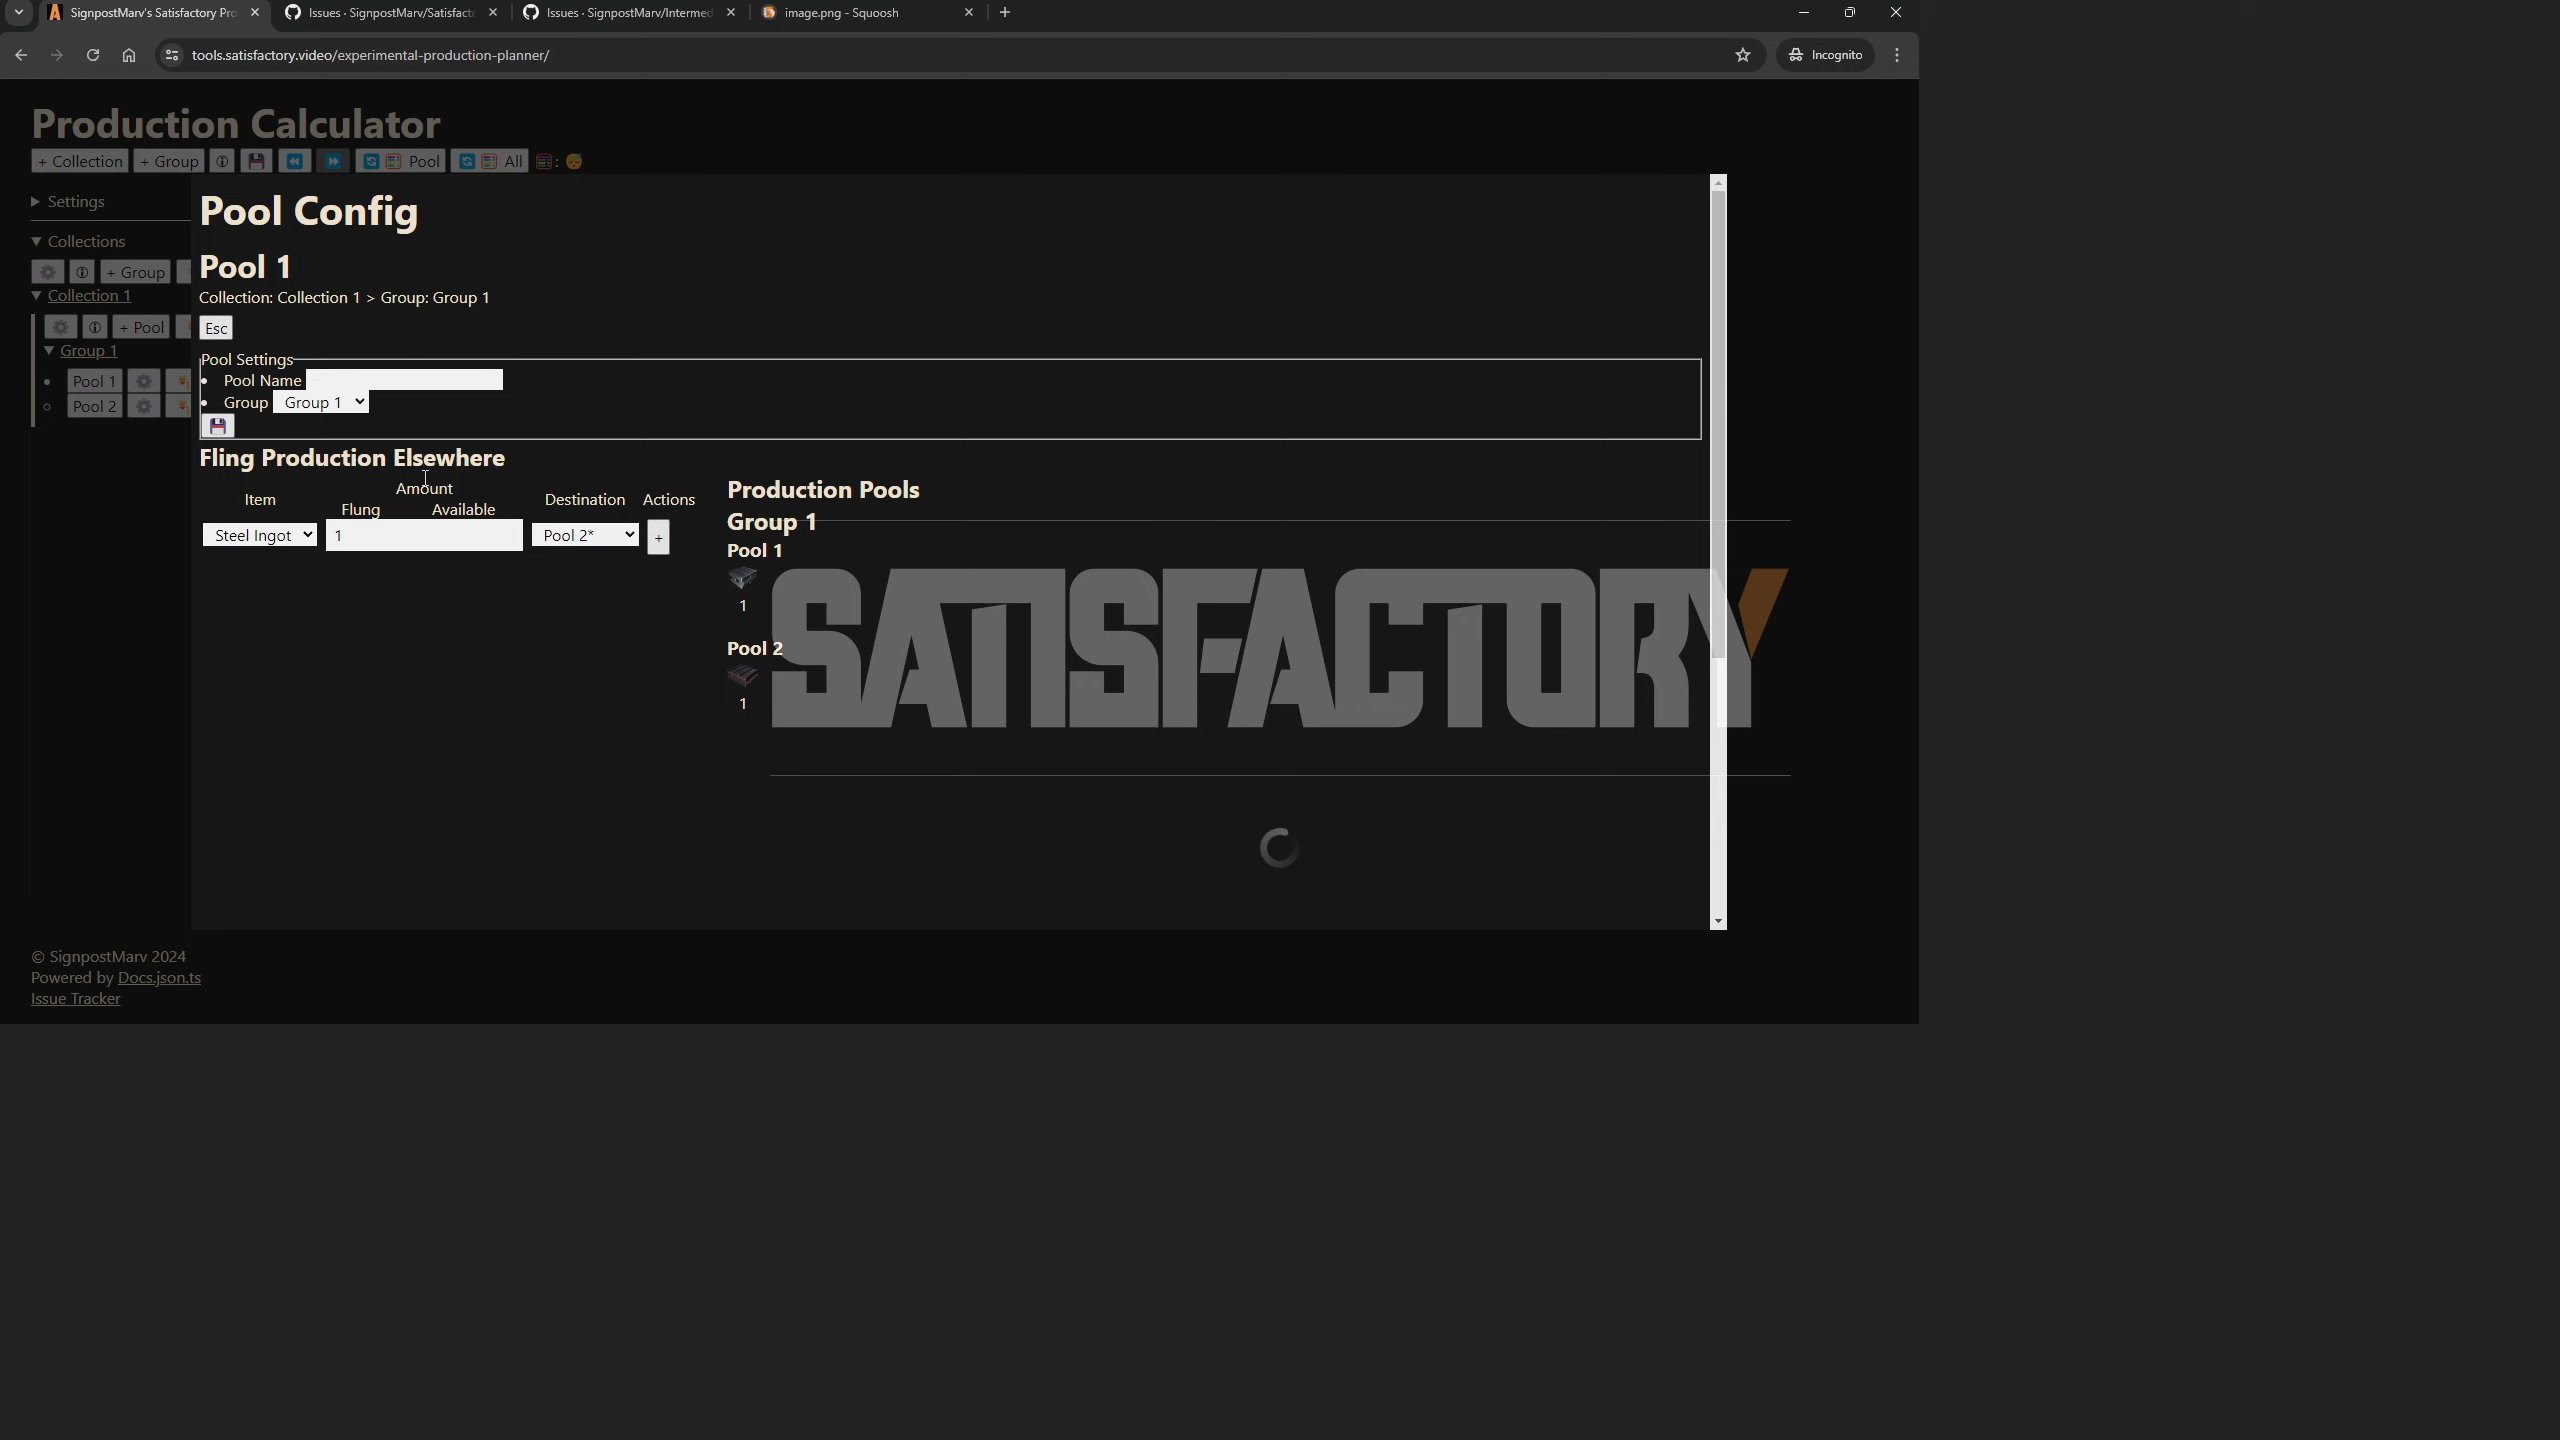 SignpostMarv's Satisfactory Pro
Issues · SignpostMarv/Satisfact
Issues · SignpostMarv/Intermed
image.png - Squoosh
tools.satisfactory.video/experimental-production-planner/
Incognito
Production Calculator
+ Collection
+ Group
Pool
All
:
Settings
Pool Config
Collections
+ Group
Pool 1
Collection 1
Collection: Collection 1 > Group: Group 1
+ Pool
Esc
Group 1
Pool Settings
Pool 1
Pool Name
Pool 2
Group
Group 1
Fling Production Elsewhere
Item
Amount
Destination
Actions
Flung
Available
Steel Ingot
1
Pool 2*
+
Production Pools
Group 1
Pool 1
1
Pool 2
1
SATISFACTORY
© SignpostMarv 2024
Powered by Docs.json.ts
Issue Tracker